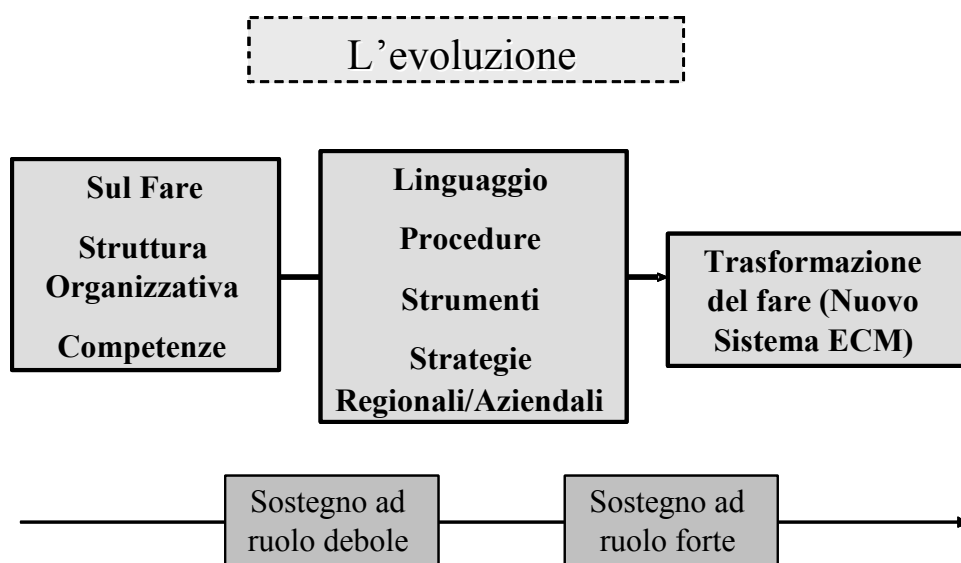 L’evoluzione
Sul Fare
Struttura
Organizzativa
Competenze
Linguaggio
Procedure
Strumenti
Strategie
Regionali/Aziendali
Trasformazione
del fare (Nuovo
Sistema ECM)
Sostegno ad
ruolo debole
Sostegno ad
ruolo forte